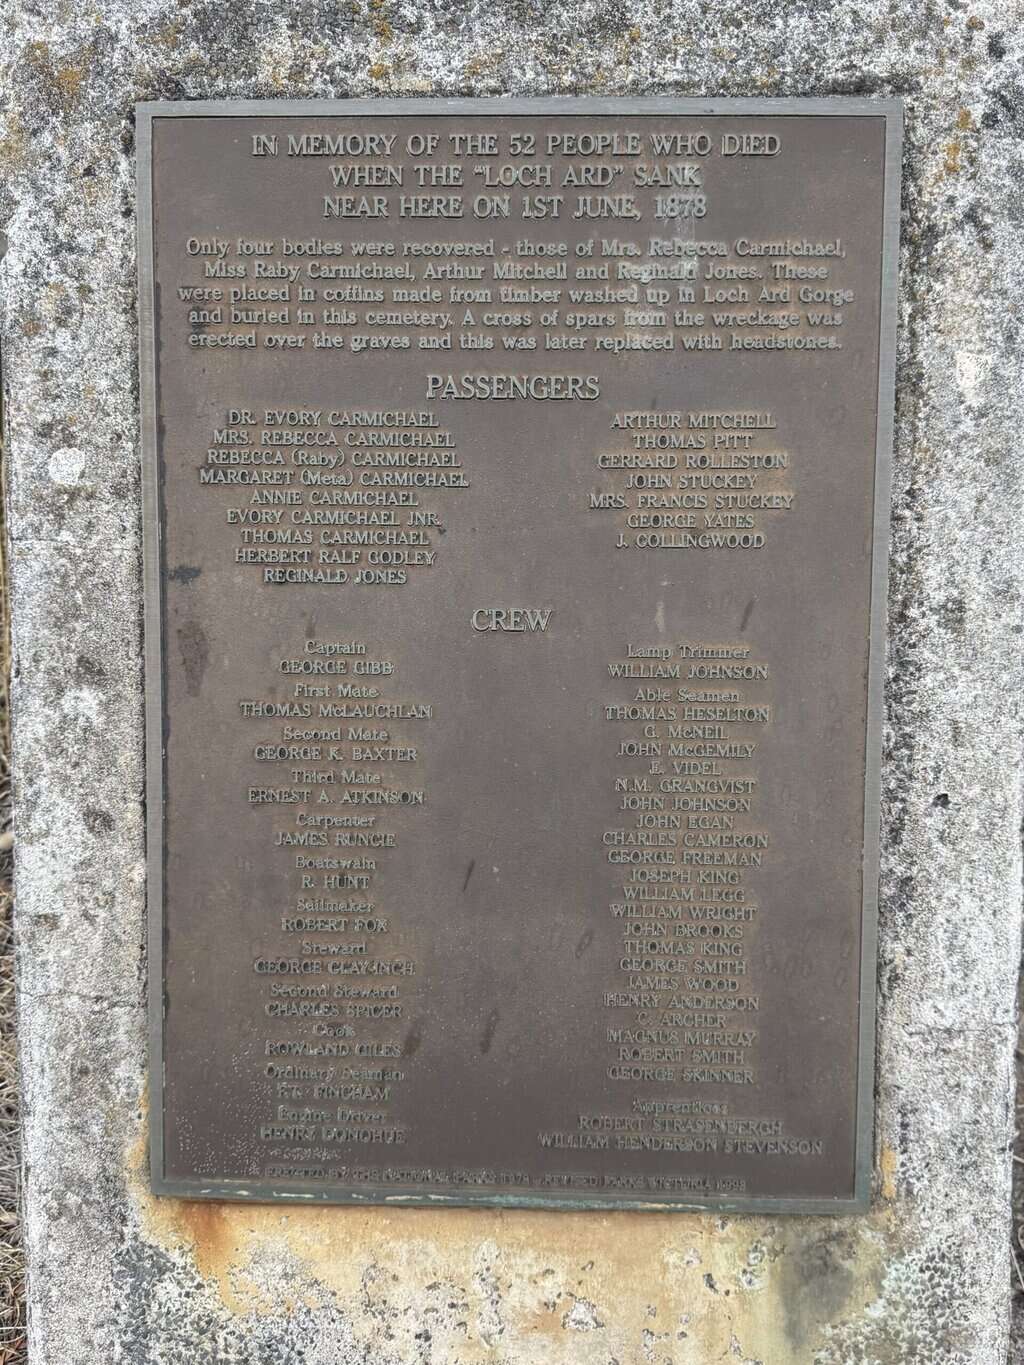 IN MEMORY OF THE 52 PEOPLE WHO DIED
WHEN THE "LOCH ARD" SANK
NEAR HERE ON 1ST JUNE, 1878
Only four bodies were recovered - those of Mrs. Rebecca Carmichael,
Miss Raby Carmichael, Arthur Mitchell and Reginald Jones. These
were placed in coffins made from timber washed up in Loch Ard Gorge
and buried in this cemetery. A cross of spars from the wreckage was
erected over the graves and this was later replaced with headstones.
PASSENGERS
DR. EVORY CARMICHAEL
MRS. REBECCA CARMICHAEL
REBECCA (Raby) CARMICHAEL
MARGARET (Meta) CARMICHAEL
ANNIE CARMICHAEL
EVORY CARMICHAEL JNR.
THOMAS CARMICHAEL
HERBERT RALF GODLEY
REGINALD JONES
ARTHUR MITCHELL
THOMAS PITT
GERRARD ROLLESTON
JOHN STUCKEY
MRS. FRANCIS STUCKEY
GEORGE YATES
J. COLLINGWOOD
CREW
Captain
GEORGE GIBB
First Mate
THOMAS McLAUCHLAN
Second Mate
GEORGE K. BAXTER
Third Mate
ERNEST A. ATKINSON
Carpenter
JAMES RUNCIE
Boatswain
R. HUNT
Sailmaker
ROBERT FOX
Steward
GEORGE CLAY-INCH
Second Steward
CHARLES SPICER
Cook
ROWLAND GILES
Ordinary Seaman
FINCHAM
Engine Driver
HENRY DONOHUE
Lamp Trimmer
WILLIAM JOHNSON
Able Seamen
THOMAS HESELTON
G. McNEIL
JOHN McGEMILY
E. VIDEL
N.M. GRANGVIST
JOHN JOHNSON
JOHN EGAN
CHARLES CAMERON
GEORGE FREEMAN
JOSEPH KING
WILLIAM LEGG
WILLIAM WRIGHT
JOHN BROOKS
THOMAS KING
GEORGE SMITH
JAMES WOOD
HENRY ANDERSON
C. ARCHER
MAGNUS MURRAY
ROBERT SMITH
GEORGE SKINNER
Apprentices
ROBERT STRASENBERGH
WILLIAM HENDERSON STEVENSON
ERECTED BY THE NATIONAL PARKS PARKS VICTORIA 1998